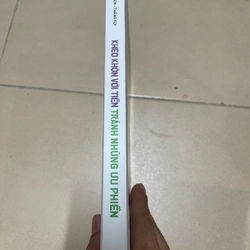 KHÉO KHÔN VỚI TIỀN TRÁNH NHỮNG ƯU PHIỀN